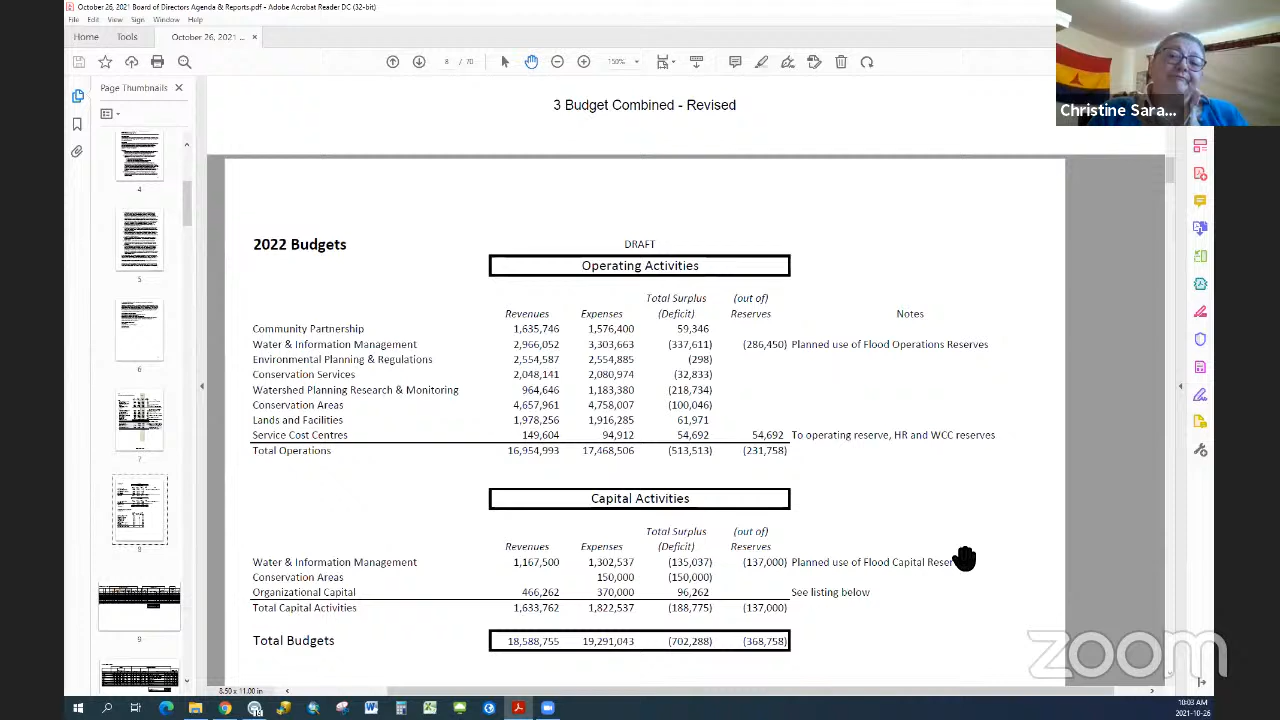 October 26, 2021 Board of Directors Agenda & Reports.pdf - Adobe Acrobat Reader DC (32-bit)
File Edit View Sign Window Help
Home Tools October 26, 2021 ... ×
8 / 70 150%
Page Thumbnails
4
5
6
7
8
9
3 Budget Combined - Revised
Christine Sara...
2022 Budgets DRAFT
Operating Activities
Total Surplus (out of)
Revenues Expenses (Deficit) Reserves Notes
Community Partnership 1,635,746 1,576,400 59,346
Water & Information Management 2,966,052 3,303,663 (337,611) (286,450) Planned use of Flood Operations Reserves
Environmental Planning & Regulations 2,554,587 2,554,885 (298)
Conservation Services 2,048,141 2,080,974 (32,833)
Watershed Planning Research & Monitoring 964,646 1,183,380 (218,734)
Conservation Areas 4,657,961 4,758,007 (100,046)
Lands and Facilities 1,978,256 1,916,285 61,971
Service Cost Centres 149,604 94,912 54,692 54,692 To operating reserve, HR and WCC reserves
Total Operations 16,954,993 17,468,506 (513,513) (231,758)
Capital Activities
Total Surplus (out of)
Revenues Expenses (Deficit) Reserves
Water & Information Management 1,167,500 1,302,537 (135,037) (137,000) Planned use of Flood Capital Reser
Conservation Areas 150,000 (150,000)
Organizational Capital 466,262 370,000 96,262 See listing below
Total Capital Activities 1,633,762 1,822,537 (188,775) (137,000)
Total Budgets 18,588,755 19,291,043 (702,288) (368,758)
zoom
8.50 x 11.00 in
10:03 AM
2021-10-26